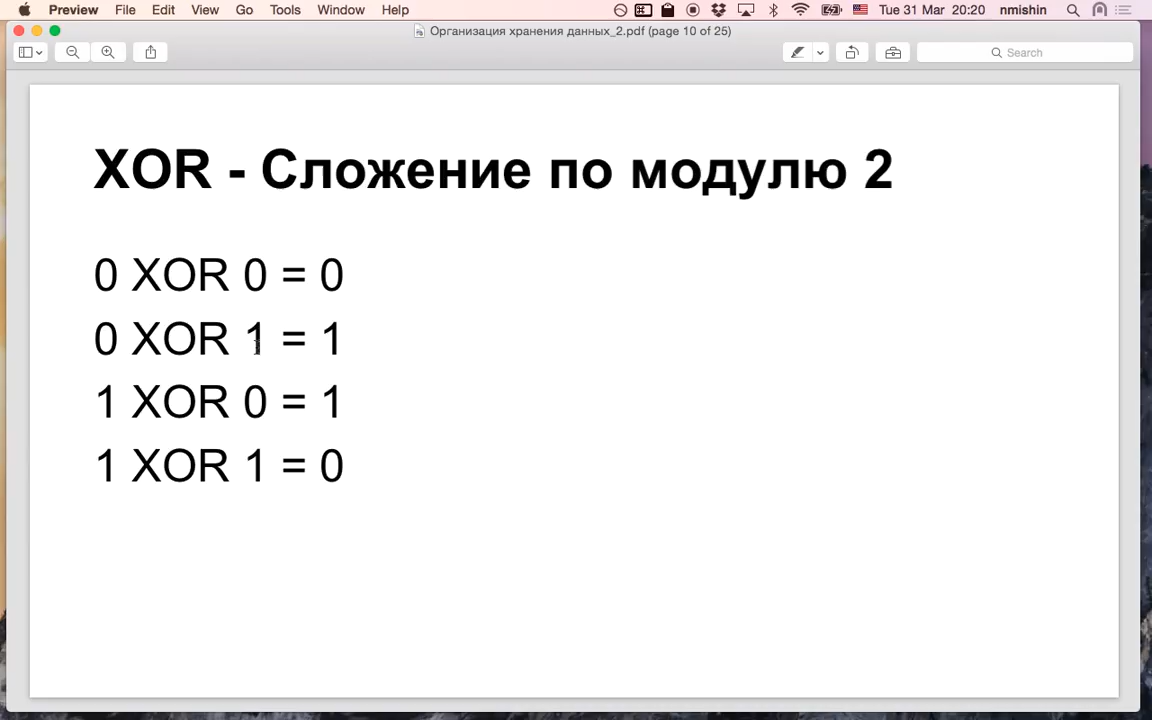 Preview File Edit View Go Tools Window Help Tue 31 Mar 20:20 nmishin
Организация хранения данных_2.pdf (page 10 of 25)
Search
XOR - Сложение по модулю 2
0 XOR 0 = 0
0 XOR 1 = 1
1 XOR 0 = 1
1 XOR 1 = 0